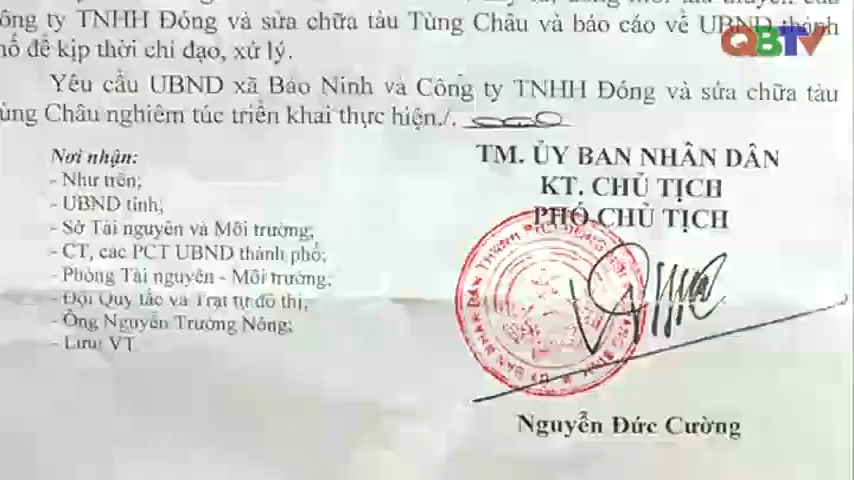 công ty TNHH Đóng và sửa chữa tàu Tùng Châu và báo cáo về UBND thành
phố để kịp thời chỉ đạo, xử lý.
QBTV
Yêu cầu UBND xã Bảo Ninh và Công ty TNHH Đóng và sửa chữa tàu
Tùng Châu nghiêm túc triển khai thực hiện./.
Nơi nhận:
- Như trên;
- UBND tỉnh;
- Sở Tài nguyên và Môi trường;
- CT, các PCT UBND thành phố;
- Phòng Tài nguyên - Môi trường;
- Đội Quy tắc và Trật tự đô thị;
- Ông Nguyễn Trường Nông;
- Lưu: VT.
TM. ỦY BAN NHÂN DÂN
KT. CHỦ TỊCH
PHÓ CHỦ TỊCH
Nguyễn Đức Cường